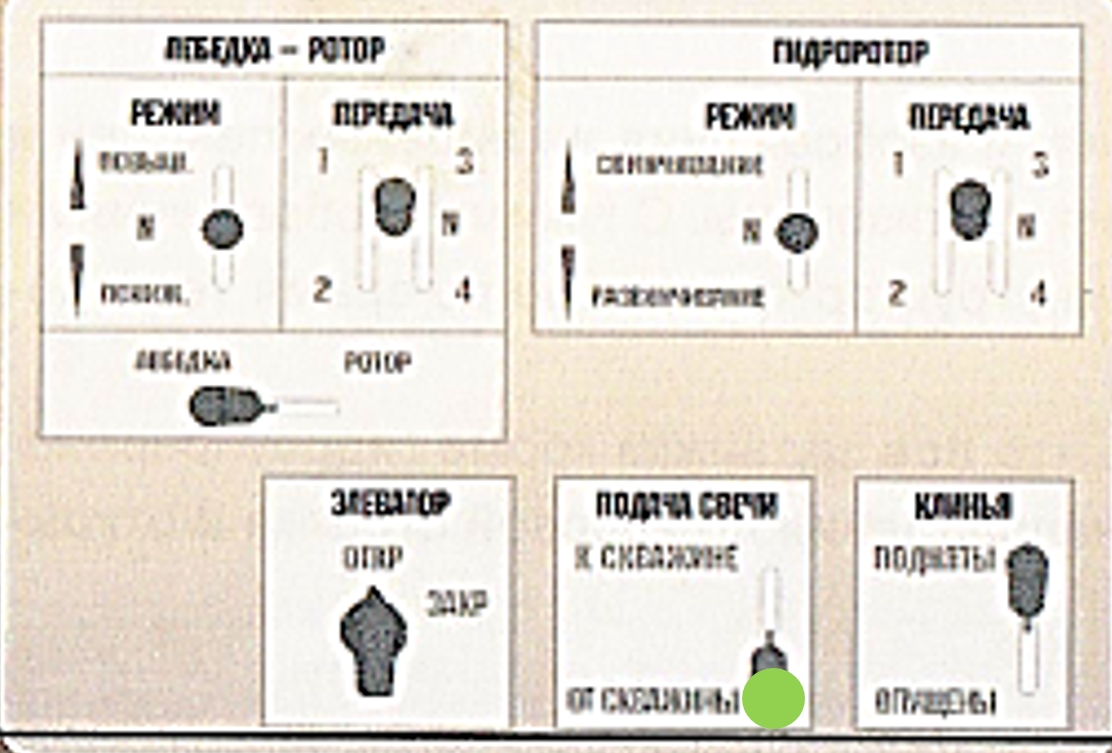 ЛЕБЕДКА – РОТОР
РЕЖИМ
ПОВЫШ.
N
ПОНИЖ.
ПЕРЕДАЧА
1 3
N
2 4
ЛЕБЕДКА РОТОР
ГИДРОРОТОР
РЕЖИМ
СВИНЧИВАНИЕ
N
РАЗВИНЧИВАНИЕ
ПЕРЕДАЧА
1 3
N
2 4
ЭЛЕВАТОР
ОТКР
ЗАКР
ПОДАЧА СВЕЧИ
К СКВАЖИНЕ
ОТ СКВАЖИНЫ
КЛИНЬЯ
ПОДНЯТЫ
ОПУЩЕНЫ